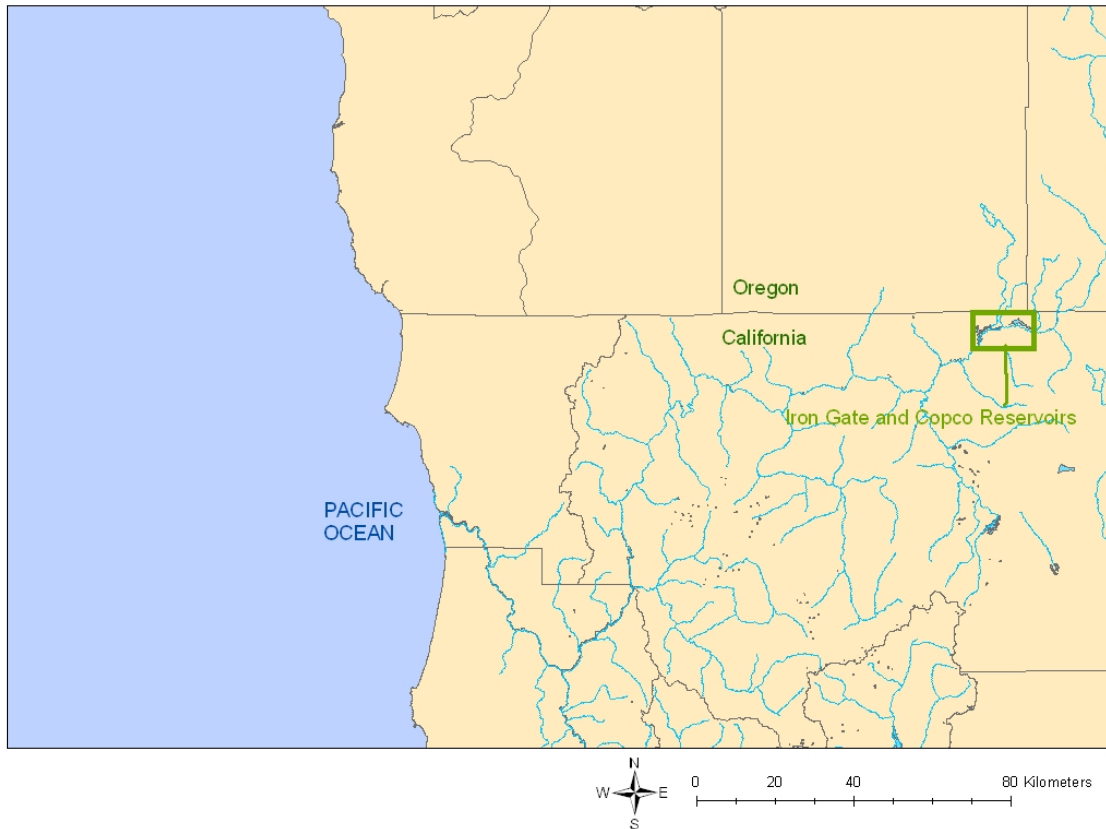 Oregon
California
Iron Gate and Copco Reservoirs
PACIFIC
OCEAN
N
W E
S
0 20 40 80 Kilometers